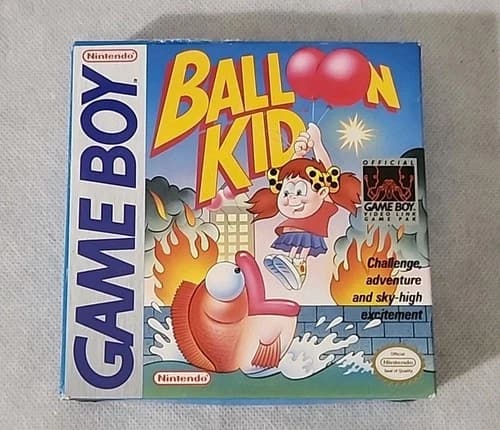 Nintendo
GAME BOY
TM
BALLOON
KID
OFFICIAL
GAME BOY
VIDEO LINK
GAME PAK
Challenge,
adventure
and sky-high
excitement
Nintendo
Official
Nintendo
Seal of Quality